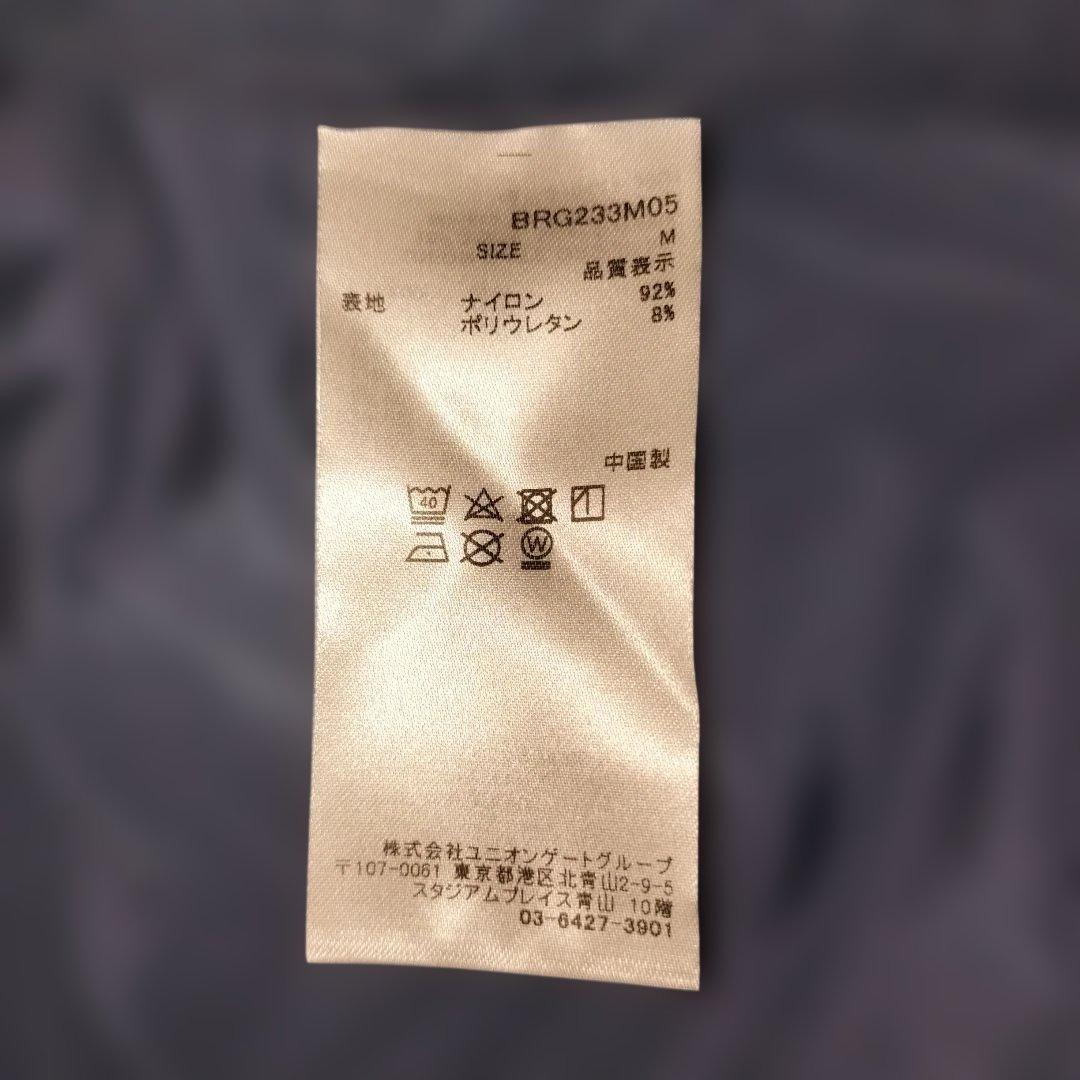 BRG233M05
SIZE M
品質表示
表地 ナイロン 92%
ポリウレタン 8%
中国製
40
W
株式会社ユニオンゲートグループ
〒107-0061 東京都港区北青山2-9-5
スタジアムプレイス青山 10階
03-6427-3901